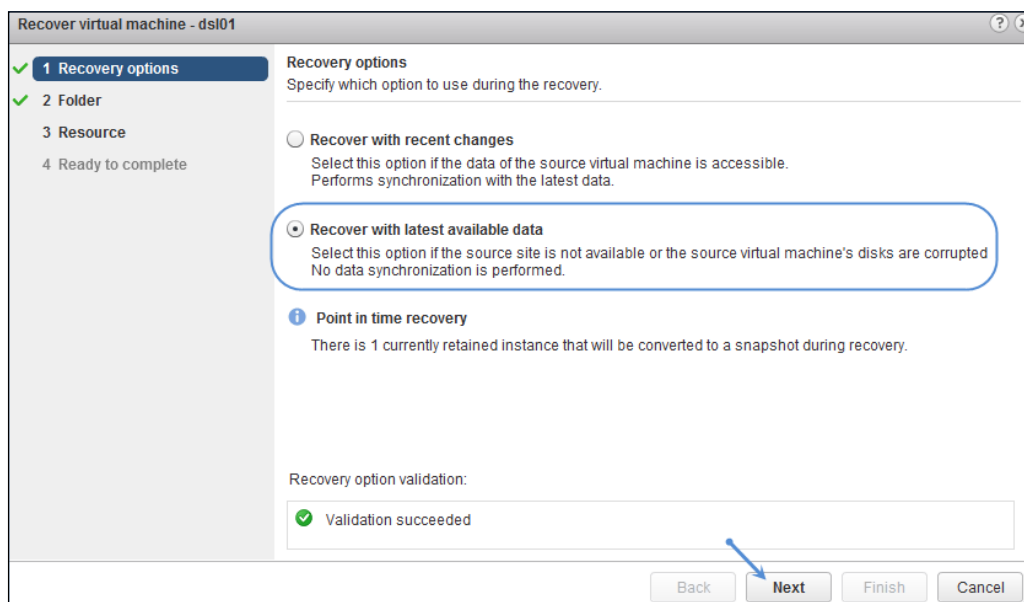 Recover virtual machine - dsl01
?
1 Recovery options
2 Folder
3 Resource
4 Ready to complete
Recovery options
Specify which option to use during the recovery.
Recover with recent changes
Select this option if the data of the source virtual machine is accessible.
Performs synchronization with the latest data.
Recover with latest available data
Select this option if the source site is not available or the source virtual machine's disks are corrupted
No data synchronization is performed.
Point in time recovery
There is 1 currently retained instance that will be converted to a snapshot during recovery.
Recovery option validation:
Validation succeeded
Back Next Finish Cancel